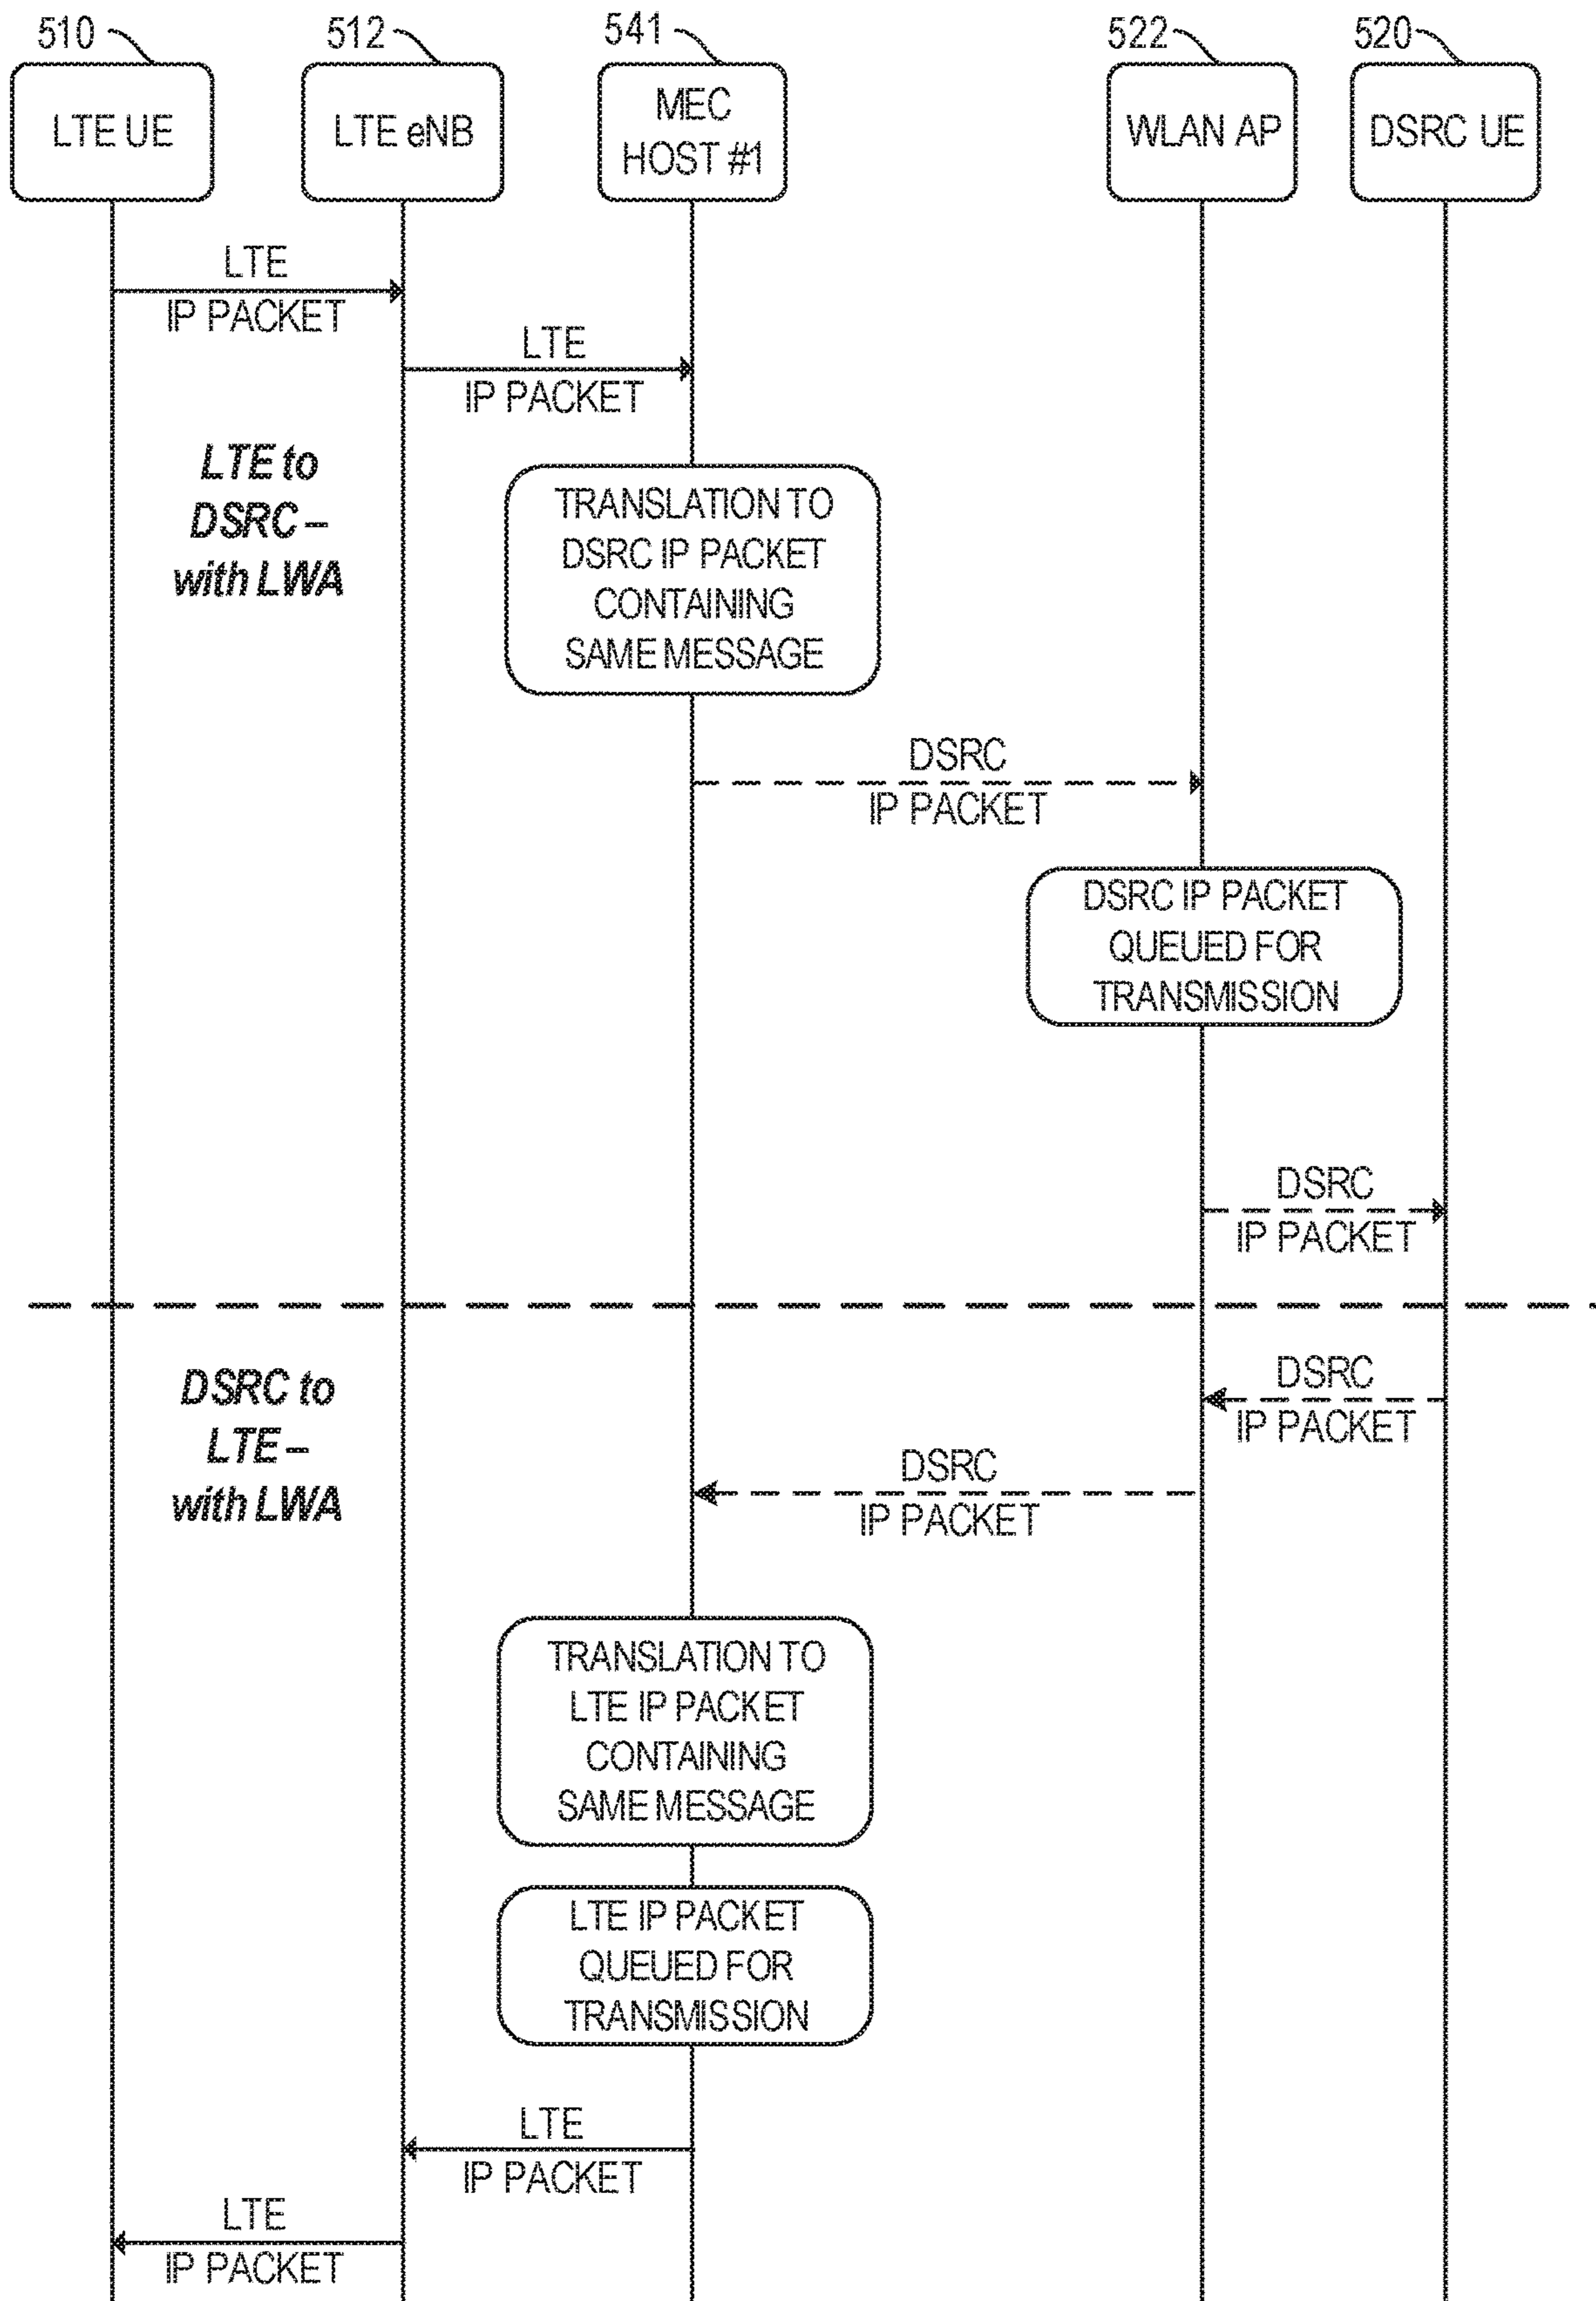 510
512
541
522
520
LTE UE
LTE eNB
MEC
HOST #1
WLAN AP
DSRC UE
LTE
IP PACKET
LTE
IP PACKET
LTE to
DSRC –
with LWA
TRANSLATION TO
DSRC IP PACKET
CONTAINING
SAME MESSAGE
DSRC
IP PACKET
DSRC IP PACKET
QUEUED FOR
TRANSMISSION
DSRC
IP PACKET
DSRC to
LTE –
with LWA
DSRC
IP PACKET
DSRC
IP PACKET
TRANSLATION TO
LTE IP PACKET
CONTAINING
SAME MESSAGE
LTE IP PACKET
QUEUED FOR
TRANSMISSION
LTE
IP PACKET
LTE
IP PACKET